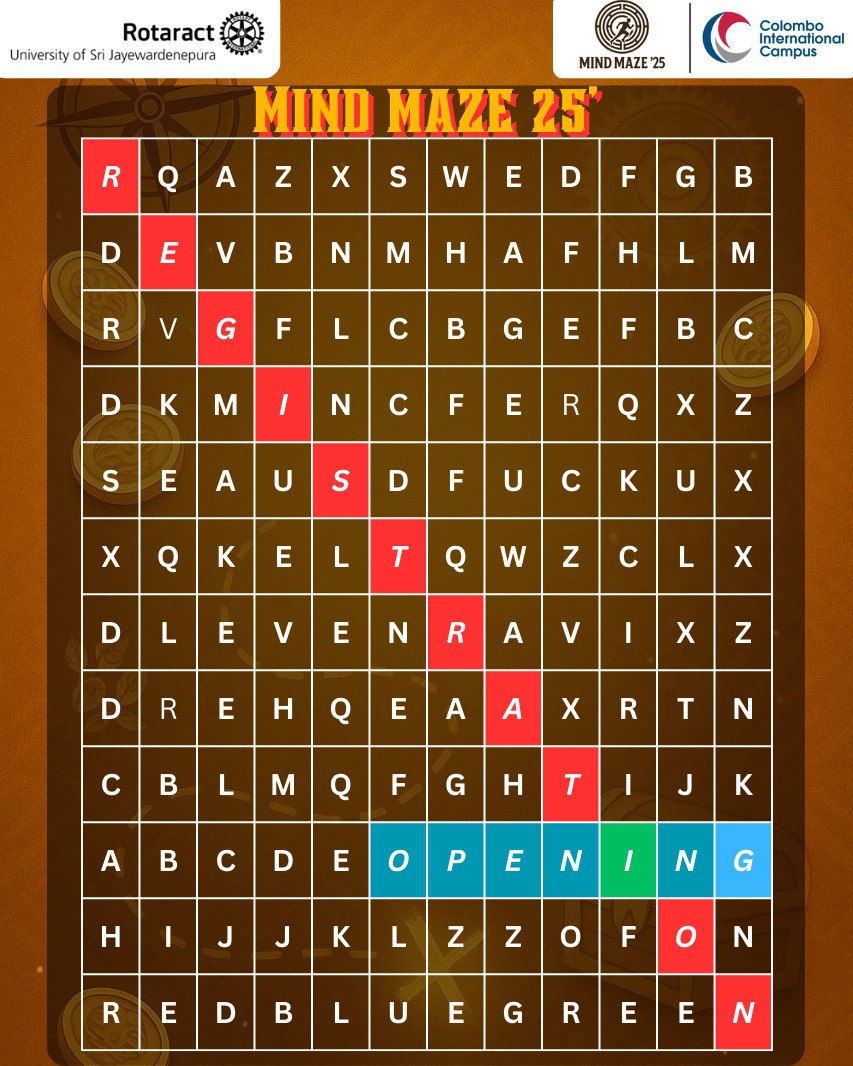 Rotaract
University of Sri Jayewardenepura
MIND MAZE '25
Colombo
International
Campus
MIND MAZE 25'
R Q A Z X S W E D F G B
D E V B N M H A F H L M
R V G F L C B G E F B C
D K M I N C F E R Q X Z
S E A U S D F U C K U X
X Q K E L T Q W Z C L X
D L E V E N R A V I X Z
D R E H Q E A A X R T N
C B L M Q F G H T I J K
A B C D E O P E N I N G
H I J J K L Z Z O F O N
R E D B L U E G R E E N